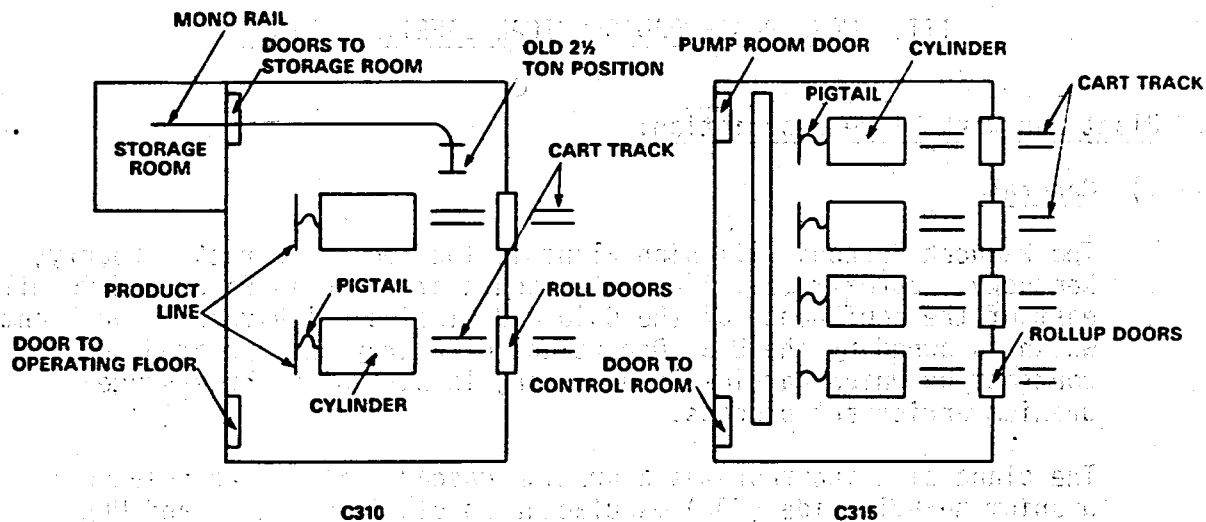 MONO RAIL
DOORS TO
STORAGE ROOM
OLD 2½
TON POSITION
STORAGE
ROOM
CART TRACK
PRODUCT
LINE
PIGTAIL
ROLL DOORS
DOOR TO
OPERATING FLOOR
CYLINDER
C310
PUMP ROOM DOOR
CYLINDER
PIGTAIL
CART TRACK
ROLLUP DOORS
DOOR TO
CONTROL ROOM
C315